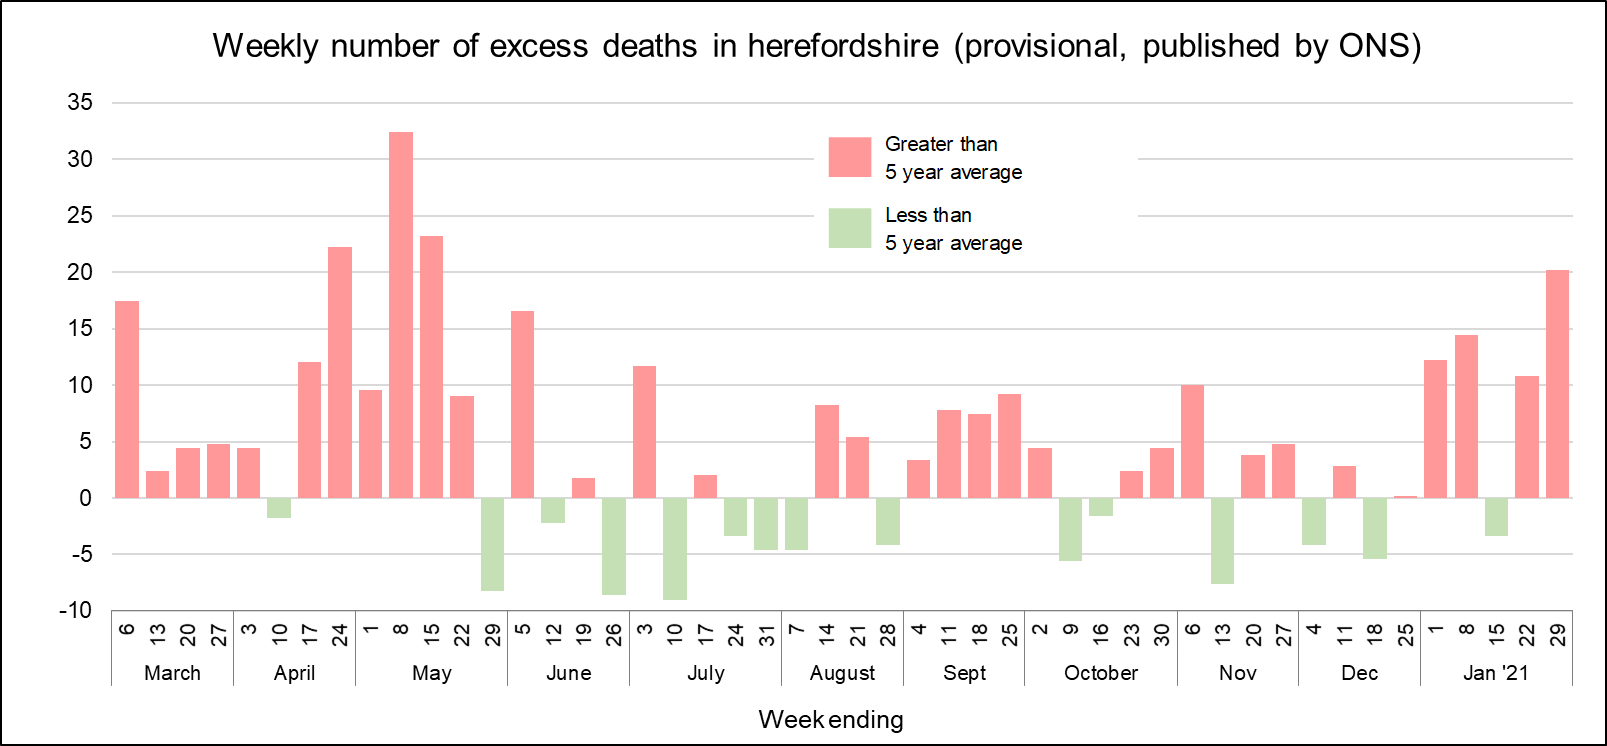 Weekly number of excess deaths in herefordshire (provisional, published by ONS)
35
30
25
20
15
10
5
0
-5
-10
Greater than
5 year average
Less than
5 year average
6 13 20 27 3 10 17 24 1 8 15 22 29 5 12 19 26 3 10 17 24 31 7 14 21 28 4 11 18 25 2 9 16 23 30 6 13 20 27 4 11 18 25 1 8 15 22 29
March April May June July August Sept October Nov Dec Jan '21
Week ending